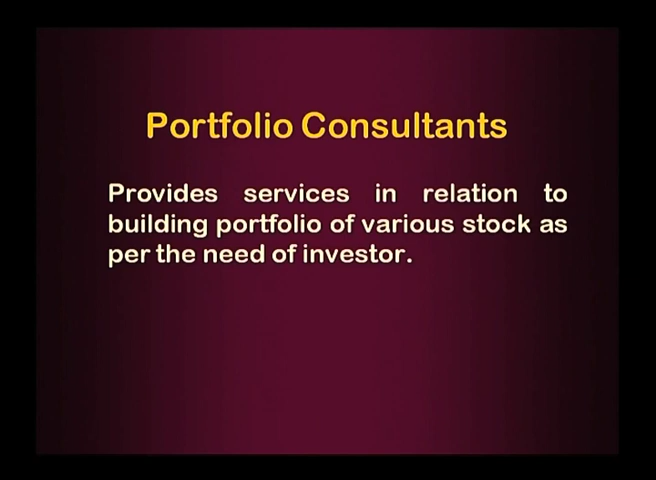 Portfolio Consultants
Provides services in relation to
building portfolio of various stock as
per the need of investor.